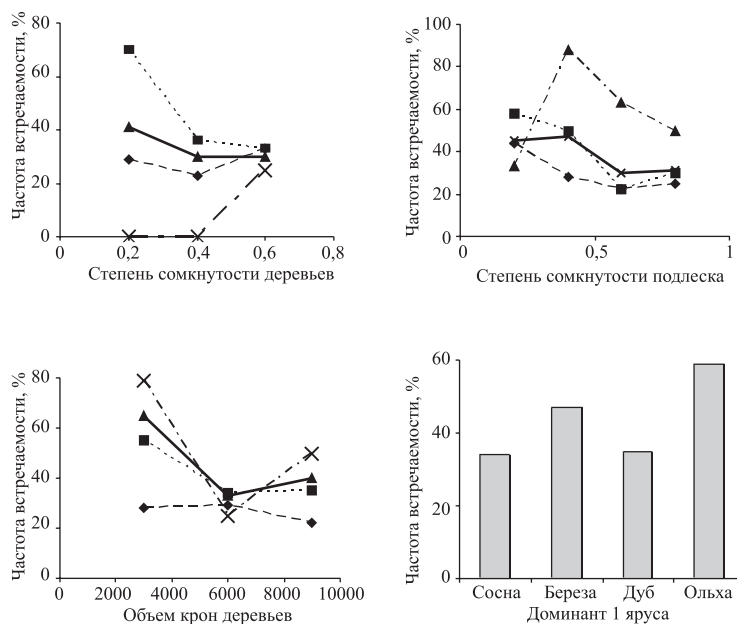 Частота встречаемости, %
80
60
40
20
0
0
0,2
0,4
0,6
0,8
Степень сомкнутости деревьев
Частота встречаемости, %
100
80
60
40
20
0
0
0,5
1
Степень сомкнутости подлеска
Частота встречаемости, %
80
60
40
20
0
0
2000
4000
6000
8000
10000
Объем крон деревьев
Частота встречаемости, %
60
40
20
0
Сосна
Береза
Дуб
Ольха
Доминант 1 яруса